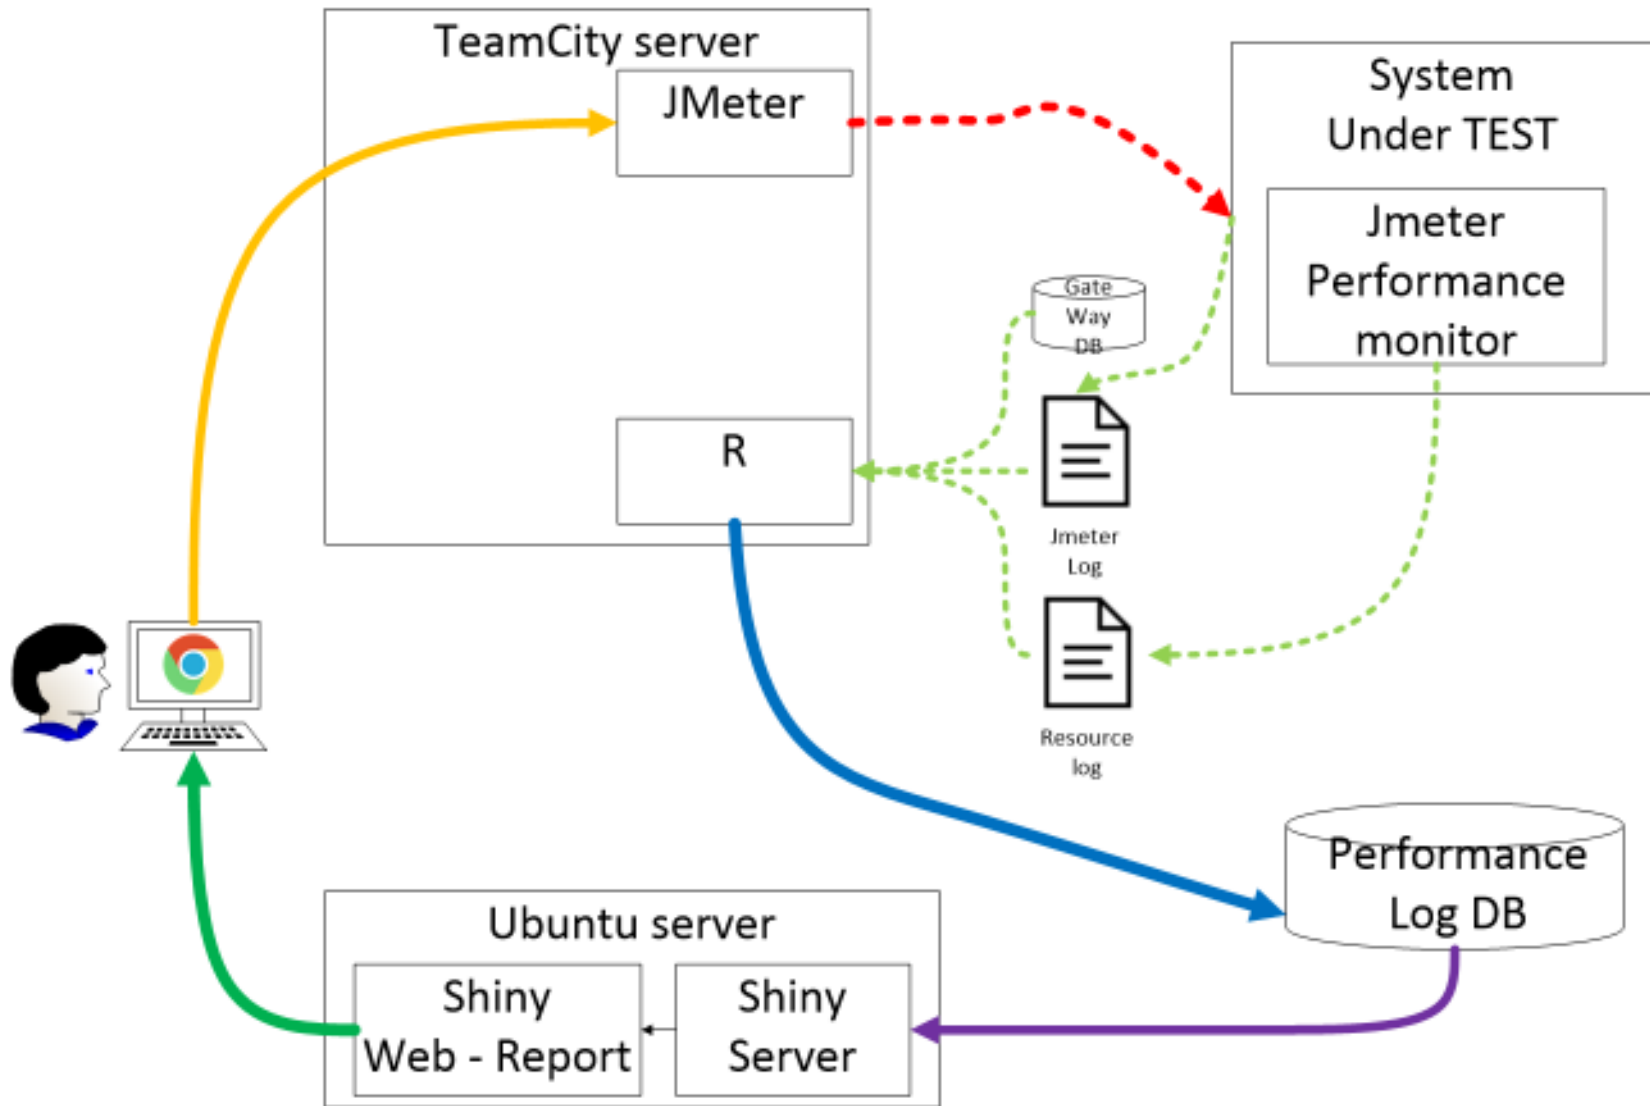 TeamCity server
JMeter
System
Under TEST
Jmeter
Performance
monitor
Gate
Way
DB
R
Jmeter
Log
Resource
log
Performance
Log DB
Ubuntu server
Shiny
Web - Report
Shiny
Server